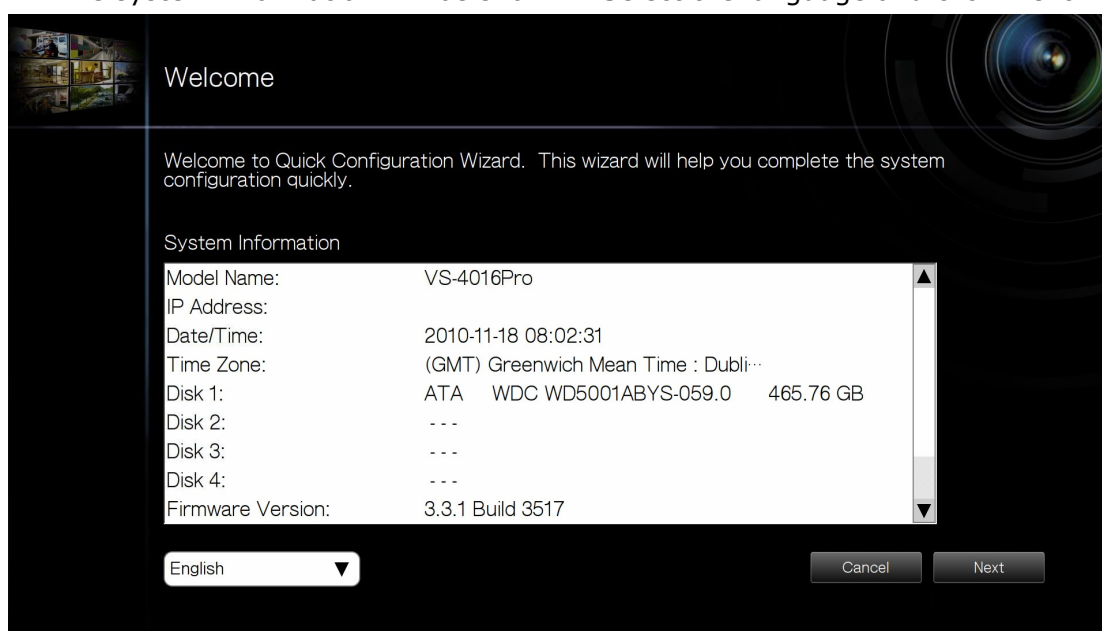 Welcome
Welcome to Quick Configuration Wizard. This wizard will help you complete the system
configuration quickly.
System Information
Model Name: VS-4016Pro
IP Address:
Date/Time: 2010-11-18 08:02:31
Time Zone: (GMT) Greenwich Mean Time : Dubli...
Disk 1: ATA WDC WD5001ABYS-059.0 465.76 GB
Disk 2: ---
Disk 3: ---
Disk 4: ---
Firmware Version: 3.3.1 Build 3517
English
Cancel Next